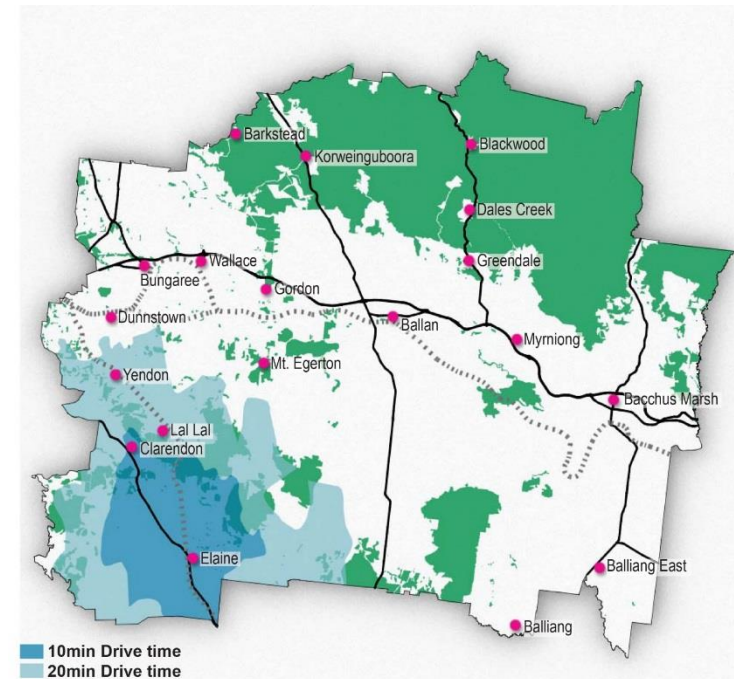 Barkstead
Blackwood
Korweinguboora
Dales Creek
Wallace
Greendale
Bungaree
Gordon
Dunnstown
Ballan
Myrniong
Mt. Egerton
Yendon
Bacchus Marsh
Lal Lal
Clarendon
Elaine
Balliang East
Balliang
10min Drive time
20min Drive time